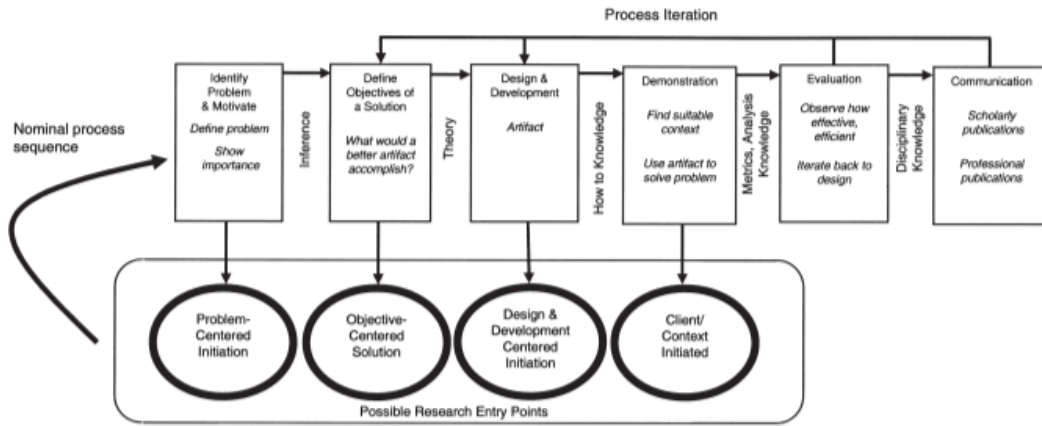 Process Iteration
Nominal process
sequence
Identify
Problem
& Motivate
Define problem
Show
importance
Inference
Define
Objectives of
a Solution
What would a
better artifact
accomplish?
Theory
Design &
Development
Artifact
How to Knowledge
Demonstration
Find suitable
context
Use artifact to
solve problem
Metrics, Analysis
Knowledge
Evaluation
Observe how
effective,
efficient
Iterate back to
design
Disciplinary
Knowledge
Communication
Scholarly
publications
Professional
publications
Problem-
Centered
Initiation
Objective-
Centered
Solution
Design &
Development
Centered
Initiation
Client/
Context
Initiated
Possible Research Entry Points